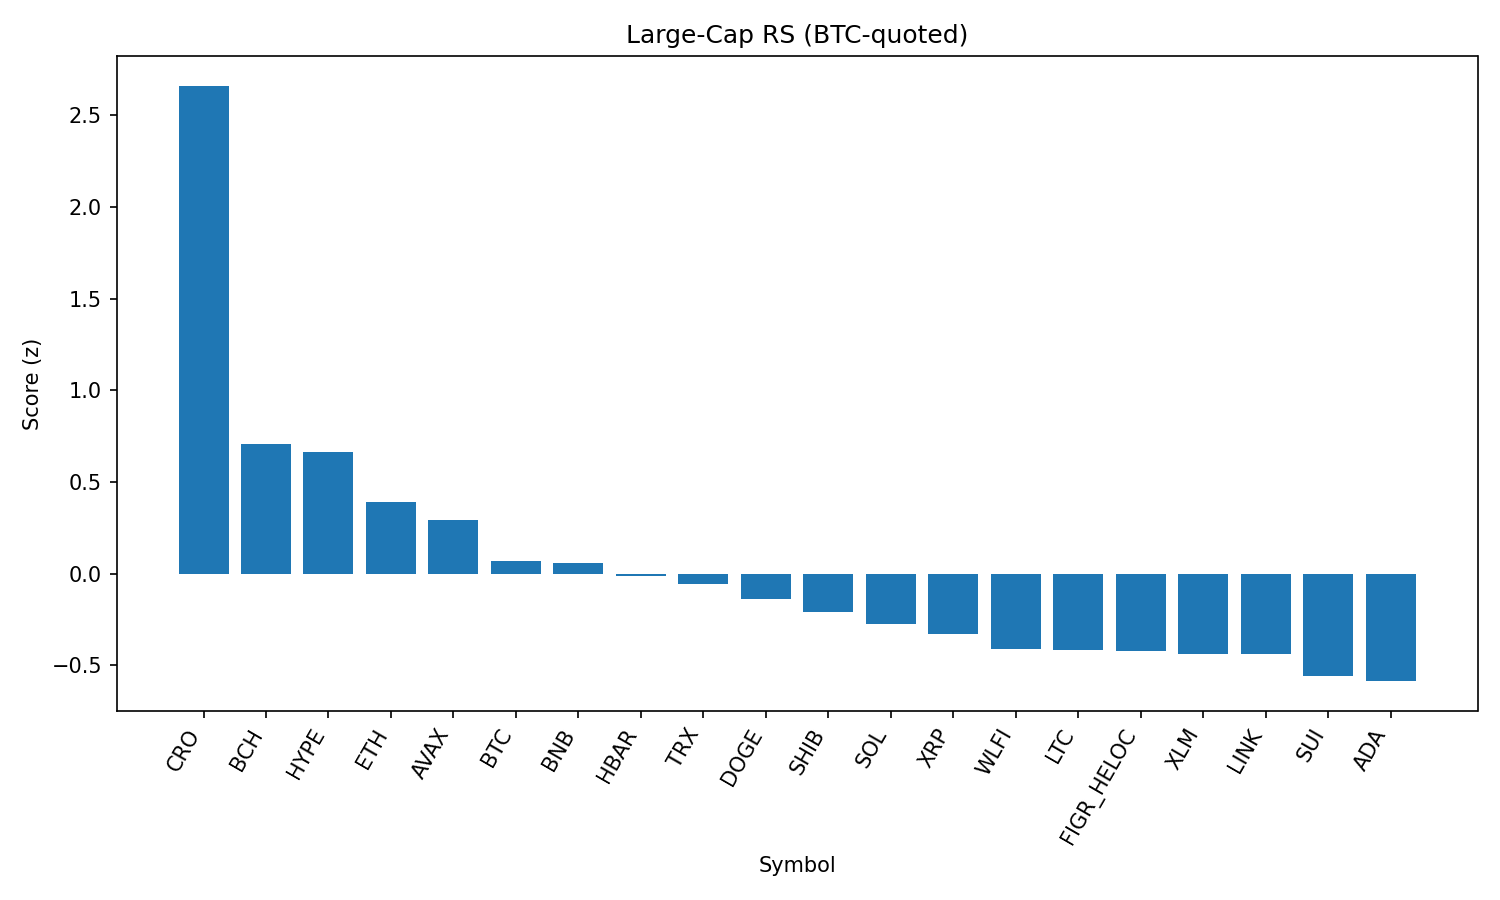 Large-Cap RS (BTC-quoted)
Score (z)
2.5
2.0
1.5
1.0
0.5
0.0
−0.5
CRO
BCH
HYPE
ETH
AVAX
BTC
BNB
HBAR
TRX
DOGE
SHIB
SOL
XRP
WLFI
LTC
FIGR_HELOC
XLM
LINK
SUI
ADA
Symbol